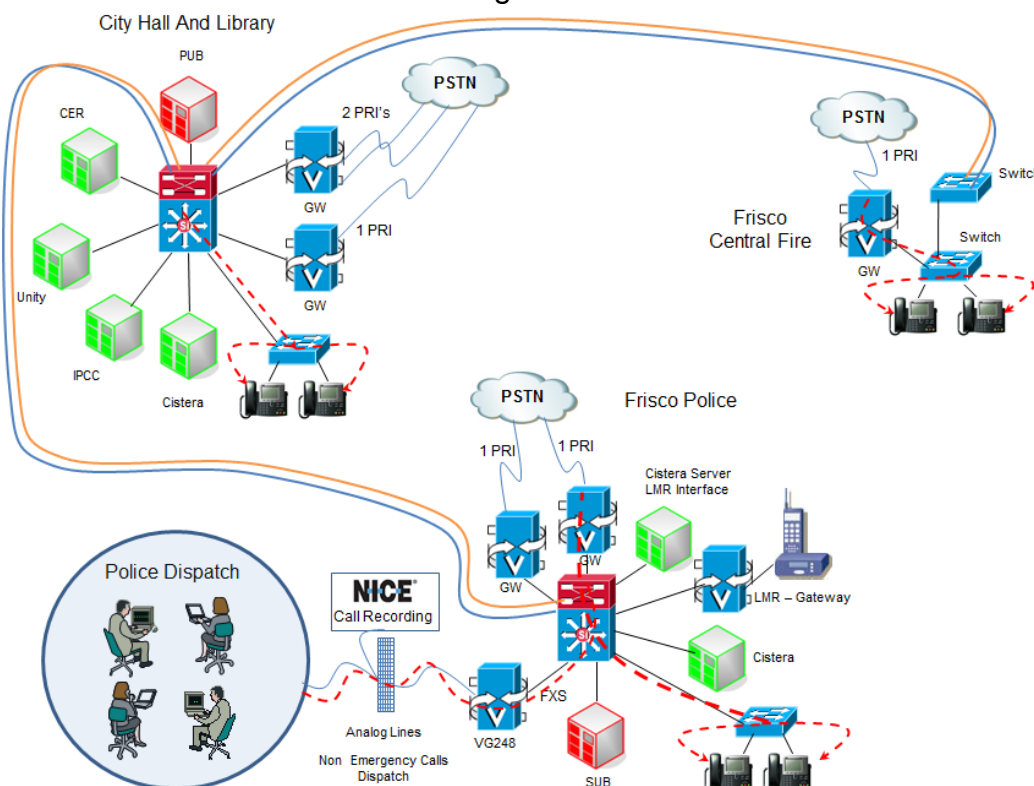 City Hall And Library
PUB
PSTN
CER
2 PRI's
GW
1 PRI
GW
Unity
IPCC
Cistera
PSTN
1 PRI
Frisco
Central Fire
GW
Switch
PSTN
Frisco Police
1 PRI
1 PRI
Cistera Server
LMR Interface
GW
GW
LMR – Gateway
Cistera
Police Dispatch
NICE
Call Recording
FXS
VG248
Analog Lines
Non Emergency Calls
Dispatch
SUB